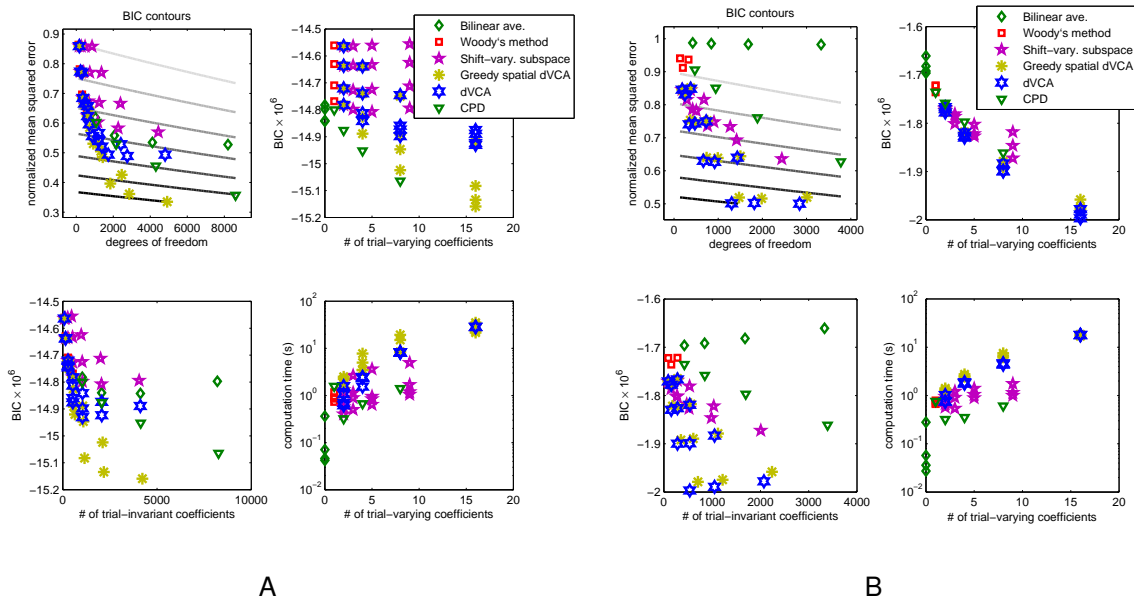 BIC contours
normalized mean squared error
0.9
0.8
0.7
0.6
0.5
0.4
0.3
0 2000 4000 6000 8000
degrees of freedom
BIC × 10^6
−14.5
−14.6
−14.7
−14.8
−14.9
−15
−15.1
−15.2
0 5 10 15 20
# of trial−varying coefficients
Bilinear ave.
Woody's method
Shift−vary. subspace
Greedy spatial dVCA
dVCA
CPD
BIC × 10^6
−14.5
−14.6
−14.7
−14.8
−14.9
−15
−15.1
−15.2
0 5000 10000
# of trial−invariant coefficients
computation time (s)
10^2
10^1
10^0
10^−1
10^−2
0 5 10 15 20
# of trial−varying coefficients
A
BIC contours
normalized mean squared error
1
0.9
0.8
0.7
0.6
0.5
0 1000 2000 3000 4000
degrees of freedom
BIC × 10^6
−1.6
−1.7
−1.8
−1.9
−2
0 5 10 15 20
# of trial−varying coefficients
Bilinear ave.
Woody's method
Shift−vary. subspace
Greedy spatial dVCA
dVCA
CPD
BIC × 10^6
−1.6
−1.7
−1.8
−1.9
−2
0 1000 2000 3000 4000
# of trial−invariant coefficients
computation time (s)
10^2
10^1
10^0
10^−1
10^−2
0 5 10 15 20
# of trial−varying coefficients
B